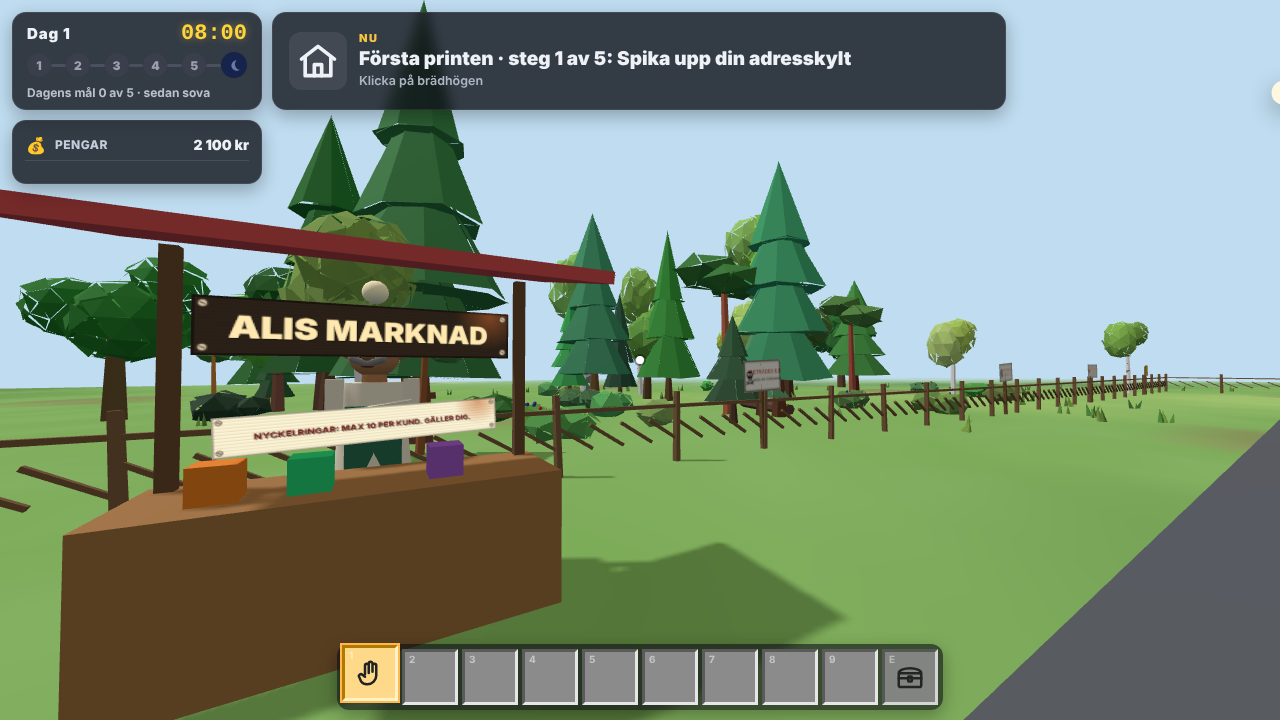 Dag 1
08:00
1 2 3 4 5
Dagens mål 0 av 5 · sedan sova
PENGAR
2 100 kr
NU
Första printen · steg 1 av 5: Spika upp din adresskylt
Klicka på brädhögen
ALIS MARKNAD
NYCKELRINGAR: MAX 10 PER KUND. GÄLLER DIG.
1 2 3 4 5 6 7 8 9 E